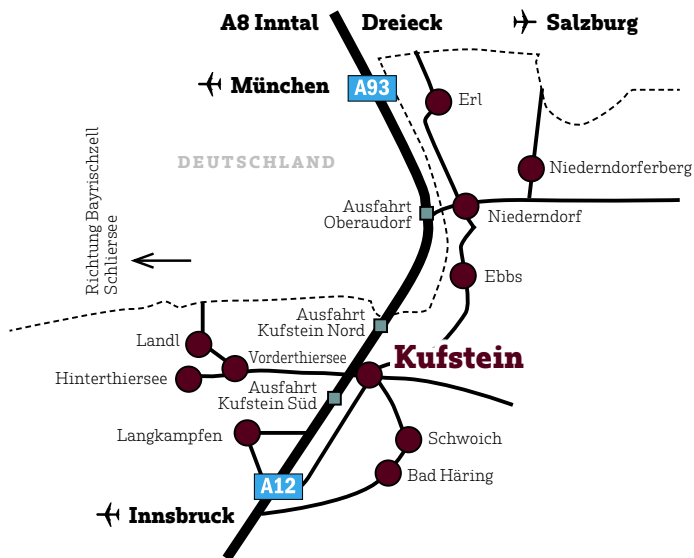 A8 Inntal Dreieck
Salzburg
München
A93
Erl
DEUTSCHLAND
Niederndorferberg
Ausfahrt
Oberaudorf
Niederndorf
Richtung Bayrischzell
Schliersee
Ebbs
Ausfahrt
Kufstein Nord
Landl
Vorderthiersee
Kufstein
Hinterthiersee
Ausfahrt
Kufstein Süd
Langkampfen
Schwoich
Bad Häring
A12
Innsbruck